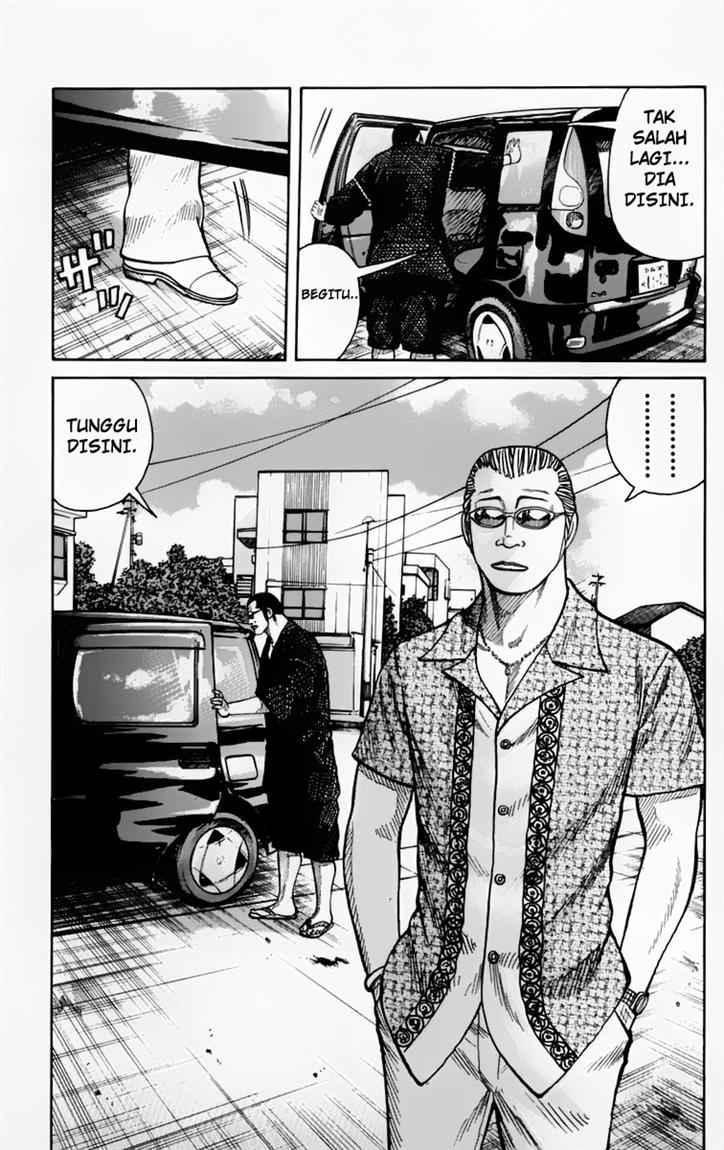 TAK
SALAH
LAGI...
DIA
DISINI.
BEGITU..
ザッ
TUNGGU
DISINI.